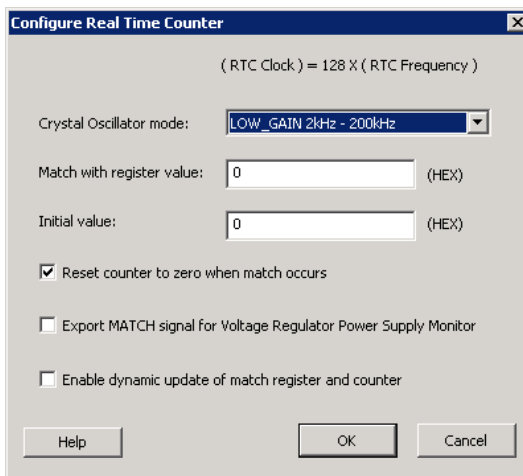 Configure Real Time Counter
( RTC Clock ) = 128 X ( RTC Frequency )
Crystal Oscillator mode: LOW_GAIN 2kHz - 200kHz
Match with register value: 0 (HEX)
Initial value: 0 (HEX)
Reset counter to zero when match occurs
Export MATCH signal for Voltage Regulator Power Supply Monitor
Enable dynamic update of match register and counter
Help OK Cancel